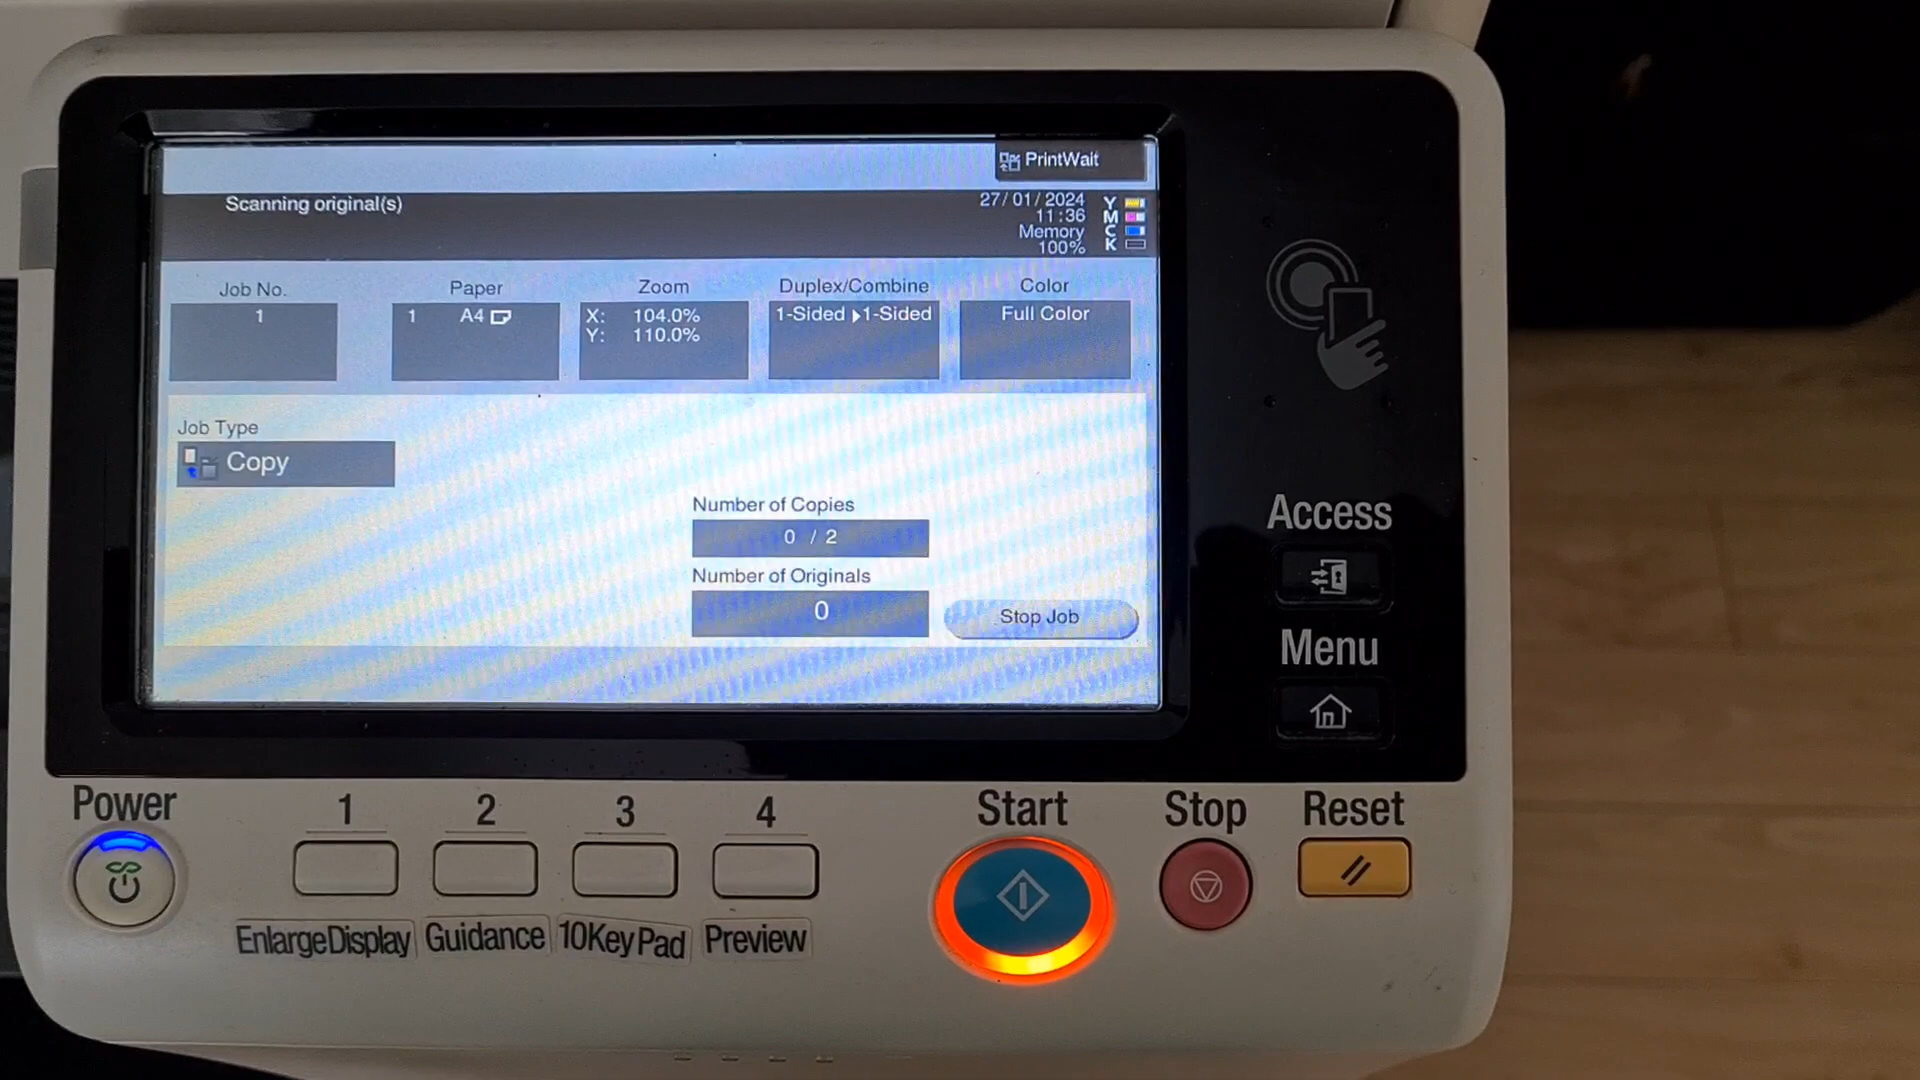 PrintWait
Scanning original(s)
27/01/2024
11:36
Memory
100%
Y
M
C
K
Job No.
1
Paper
1 A4
Zoom
X: 104.0%
Y: 110.0%
Duplex/Combine
1-Sided ▶1-Sided
Color
Full Color
Job Type
Copy
Number of Copies
0 / 2
Number of Originals
0
Stop Job
Access
Menu
Power
1
2
3
4
Start
Stop
Reset
EnlargeDisplay
Guidance
10KeyPad
Preview